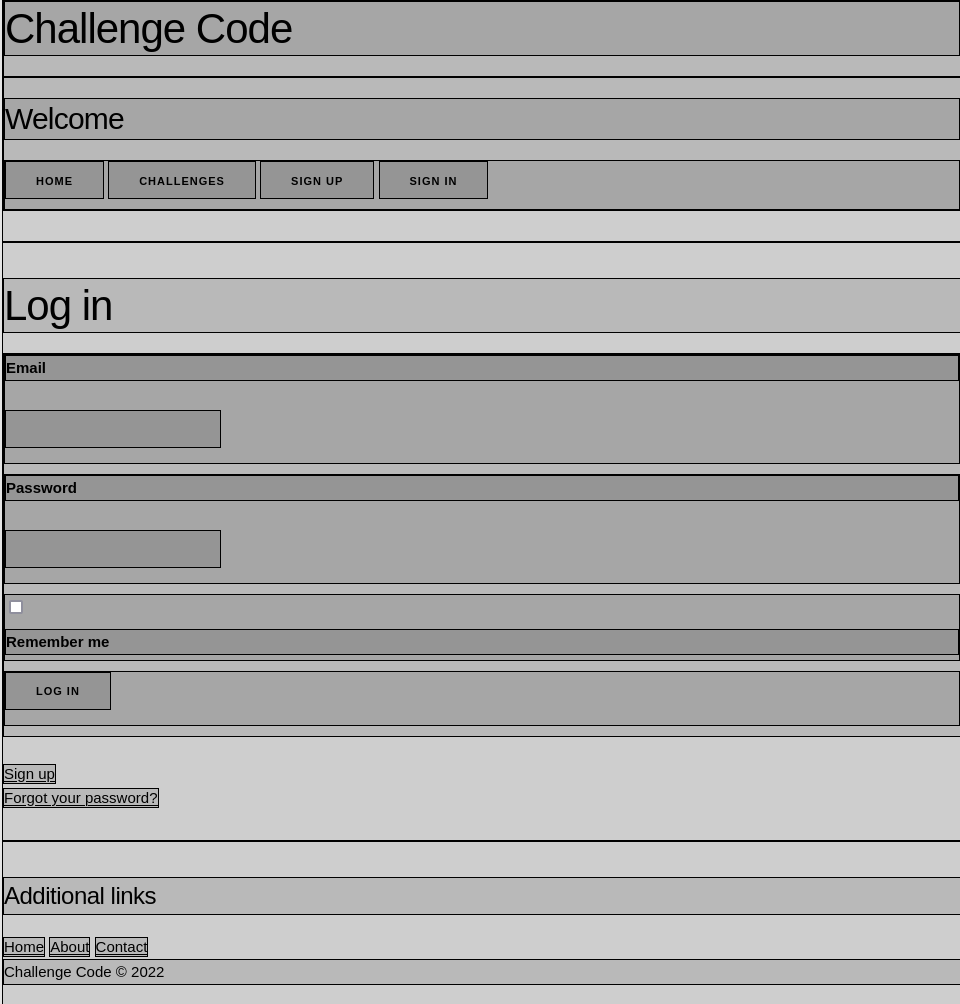 Challenge Code
Welcome
HOME CHALLENGES SIGN UP SIGN IN
Log in
Email
Password
Remember me
LOG IN
Sign up
Forgot your password?
Additional links
Home About Contact
Challenge Code © 2022